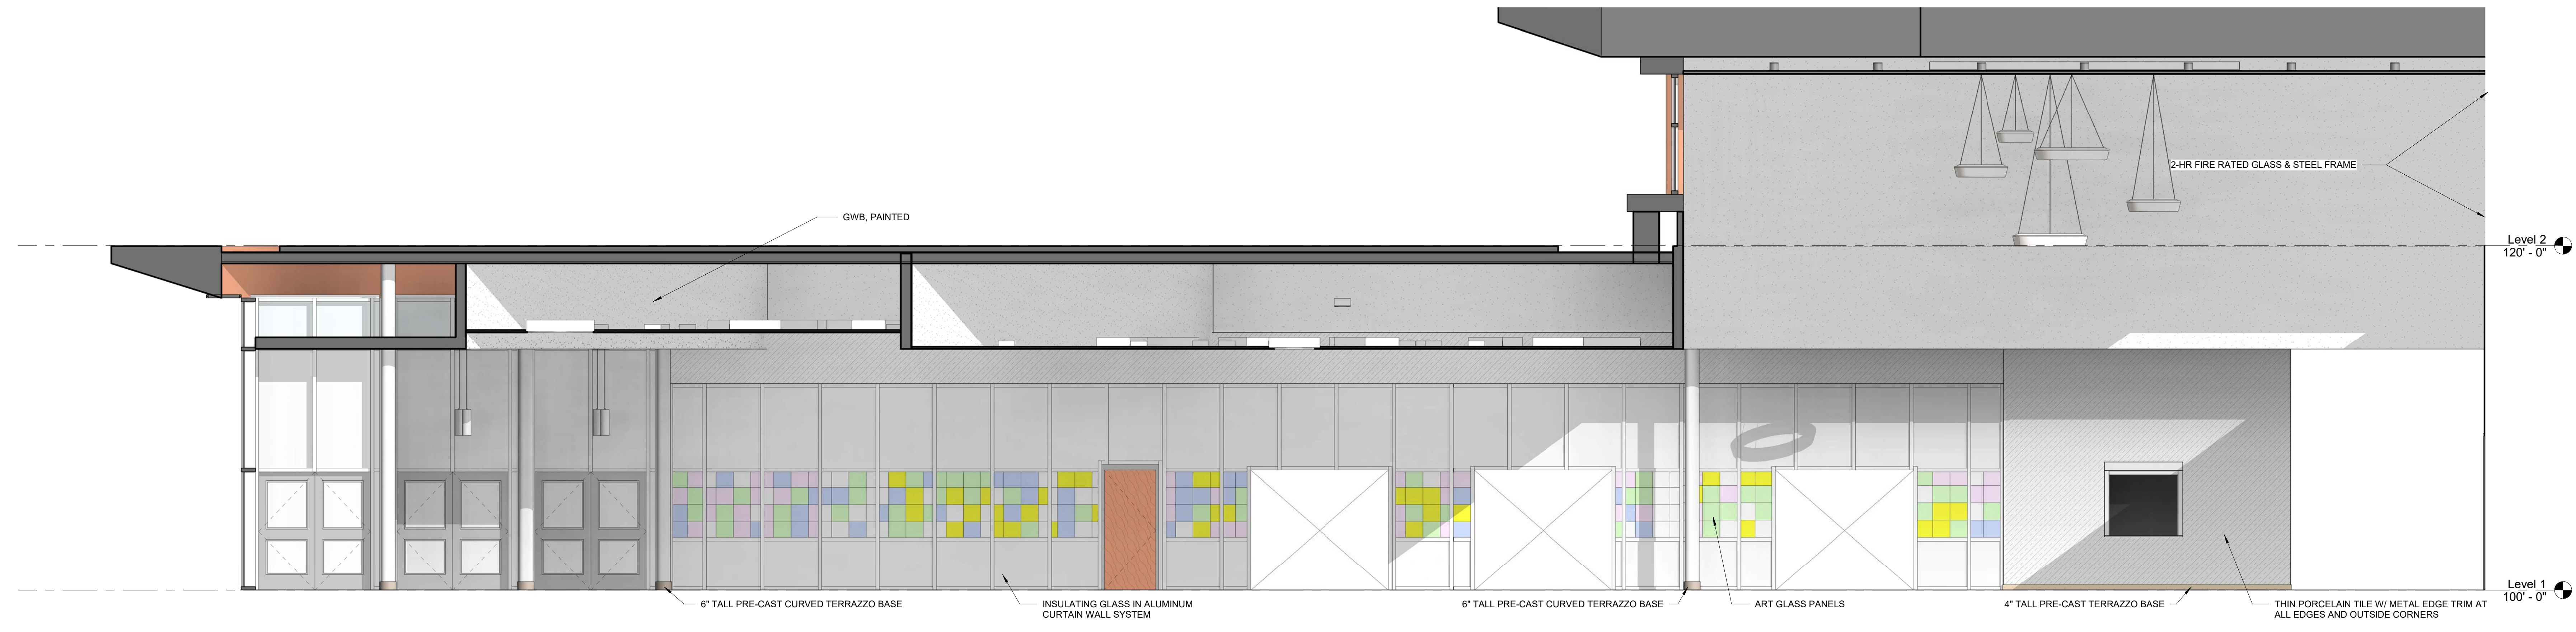 2-HR FIRE RATED GLASS & STEEL FRAME
GWB, PAINTED
Level 2
120' - 0"
Level 1
100' - 0"
6" TALL PRE-CAST CURVED TERRAZZO BASE
INSULATING GLASS IN ALUMINUM
CURTAIN WALL SYSTEM
6" TALL PRE-CAST CURVED TERRAZZO BASE
ART GLASS PANELS
4" TALL PRE-CAST TERRAZZO BASE
THIN PORCELAIN TILE W/ METAL EDGE TRIM AT
ALL EDGES AND OUTSIDE CORNERS